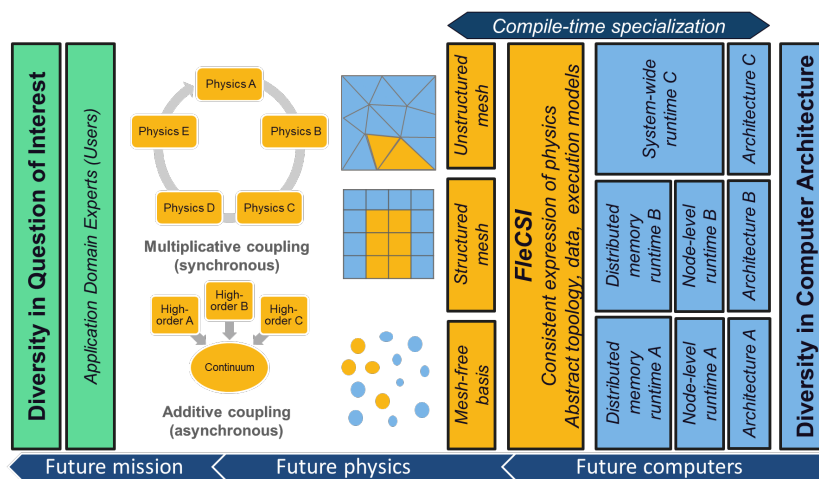 Compile-time specialization
Diversity in Question of Interest
Application Domain Experts (Users)
Physics A
Physics B
Physics C
Physics D
Physics E
Multiplicative coupling
(synchronous)
High-
order A
High-
order B
High-
order C
Continuum
Additive coupling
(asynchronous)
Unstructured
mesh
Structured
mesh
Mesh-free
basis
FleCSI
Consistent expression of physics
Abstract topology, data, execution models
System-wide
runtime C
Architecture C
Distributed
memory
runtime B
Node-level
runtime B
Architecture B
Distributed
memory
runtime A
Node-level
runtime A
Architecture A
Diversity in Computer Architecture
Future mission
Future physics
Future computers